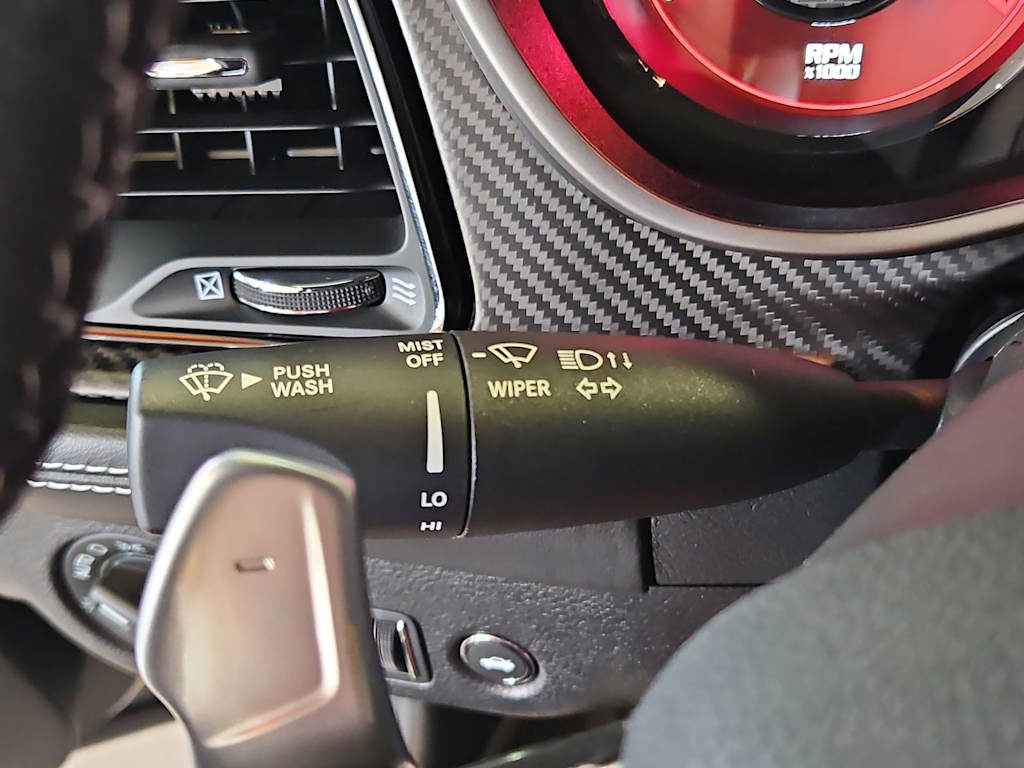 RPM
x1000
MIST
OFF
PUSH
WASH
WIPER
LO
HI